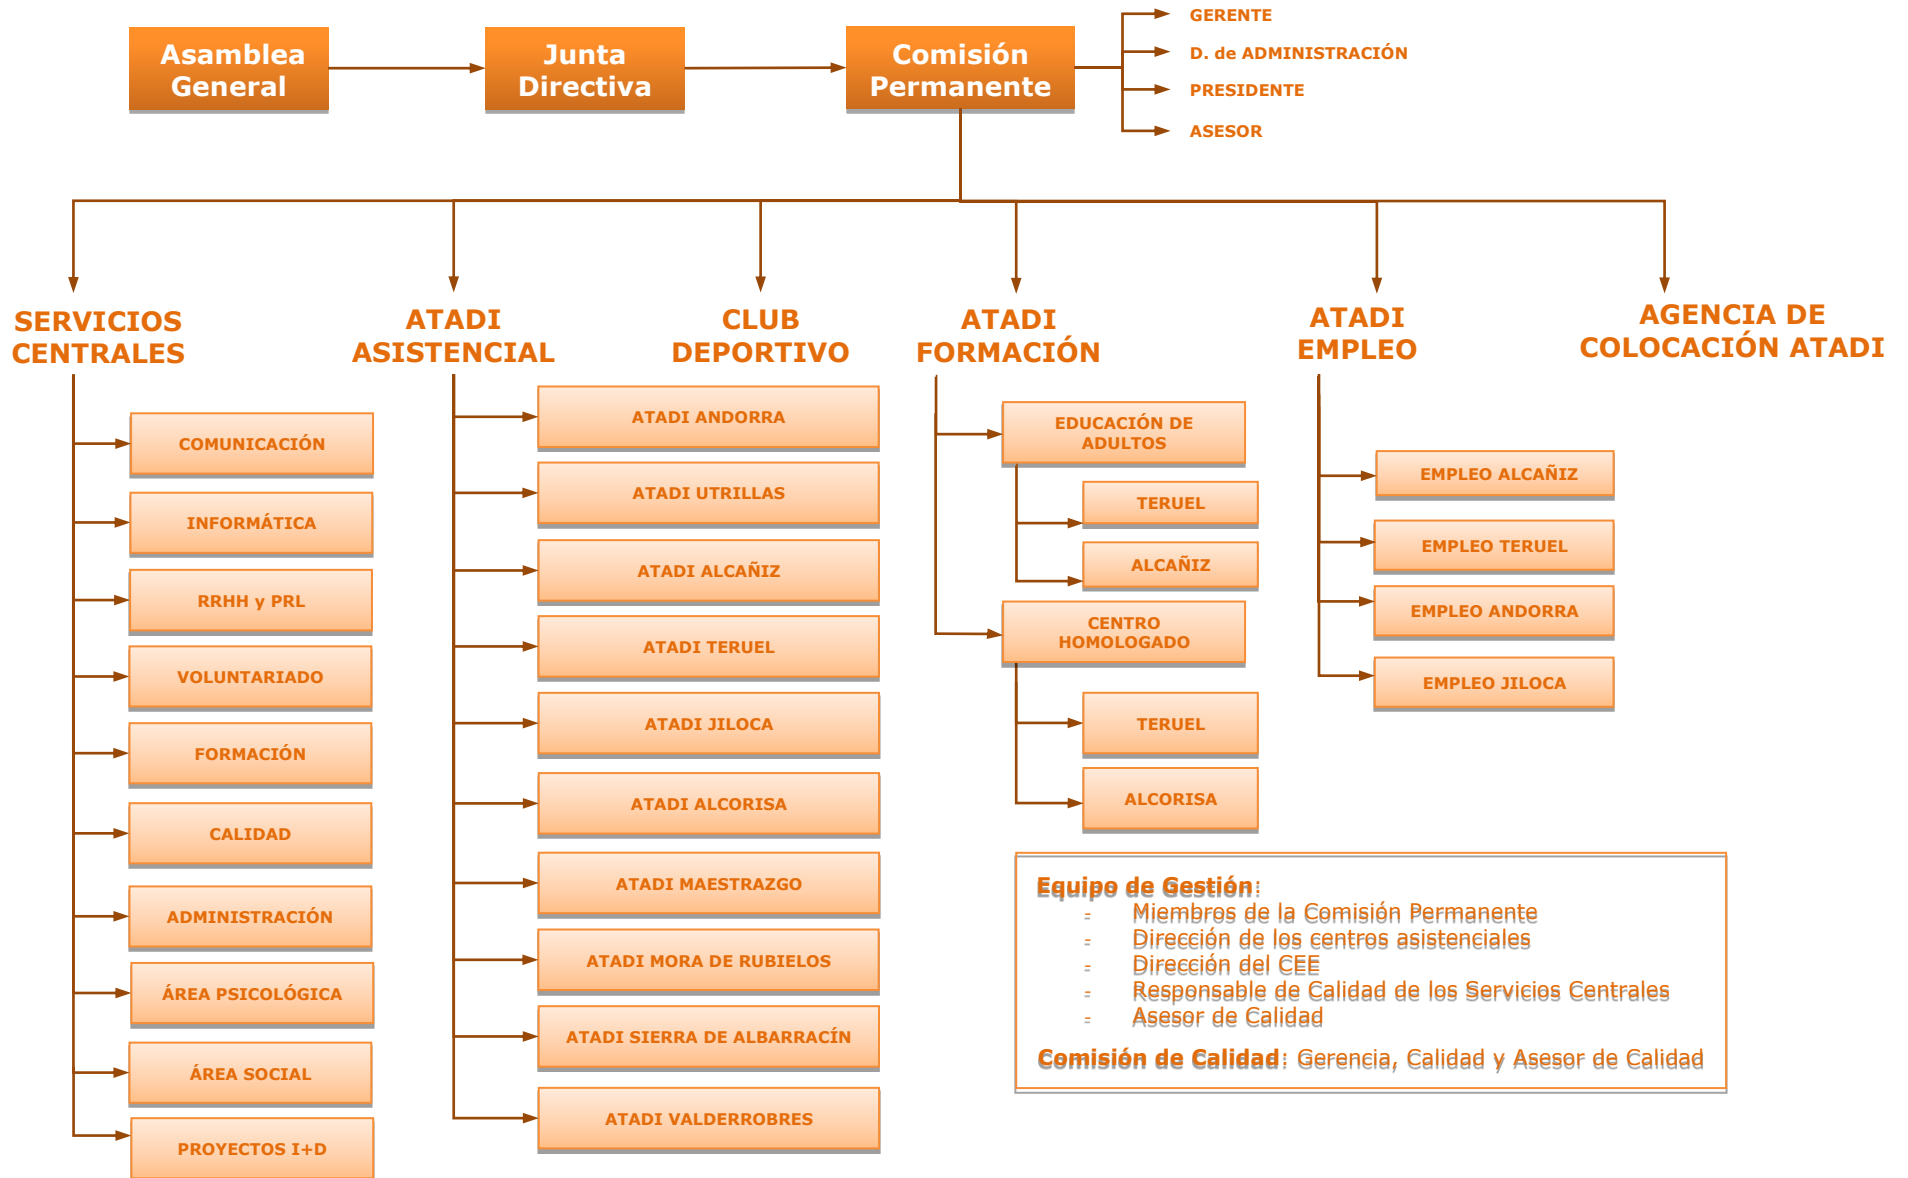 Asamblea
General
Junta
Directiva
Comisión
Permanente
GERENTE
D. de ADMINISTRACIÓN
PRESIDENTE
ASESOR
SERVICIOS
CENTRALES
COMUNICACIÓN
INFORMÁTICA
RRHH y PRL
VOLUNTARIADO
FORMACIÓN
CALIDAD
ADMINISTRACIÓN
ÁREA PSICOLÓGICA
ÁREA SOCIAL
PROYECTOS I+D
ATADI
ASISTENCIAL
ATADI ANDORRA
ATADI UTRILLAS
ATADI ALCAÑIZ
ATADI TERUEL
ATADI JILOCA
ATADI ALCORISA
ATADI MAESTRAZGO
ATADI MORA DE RUBIELOS
ATADI SIERRA DE ALBARRACÍN
ATADI VALDERROBRES
CLUB
DEPORTIVO
ATADI
FORMACIÓN
EDUCACIÓN DE
ADULTOS
TERUEL
ALCAÑIZ
CENTRO
HOMOLOGADO
TERUEL
ALCORISA
ATADI
EMPLEO
EMPLEO ALCAÑIZ
EMPLEO TERUEL
EMPLEO ANDORRA
EMPLEO JILOCA
AGENCIA DE
COLOCACIÓN ATADI
Equipo de Gestión:
- Miembros de la Comisión Permanente
- Dirección de los centros asistenciales
- Dirección del CEE
- Responsable de Calidad de los Servicios Centrales
- Asesor de Calidad
Comisión de Calidad: Gerencia, Calidad y Asesor de Calidad